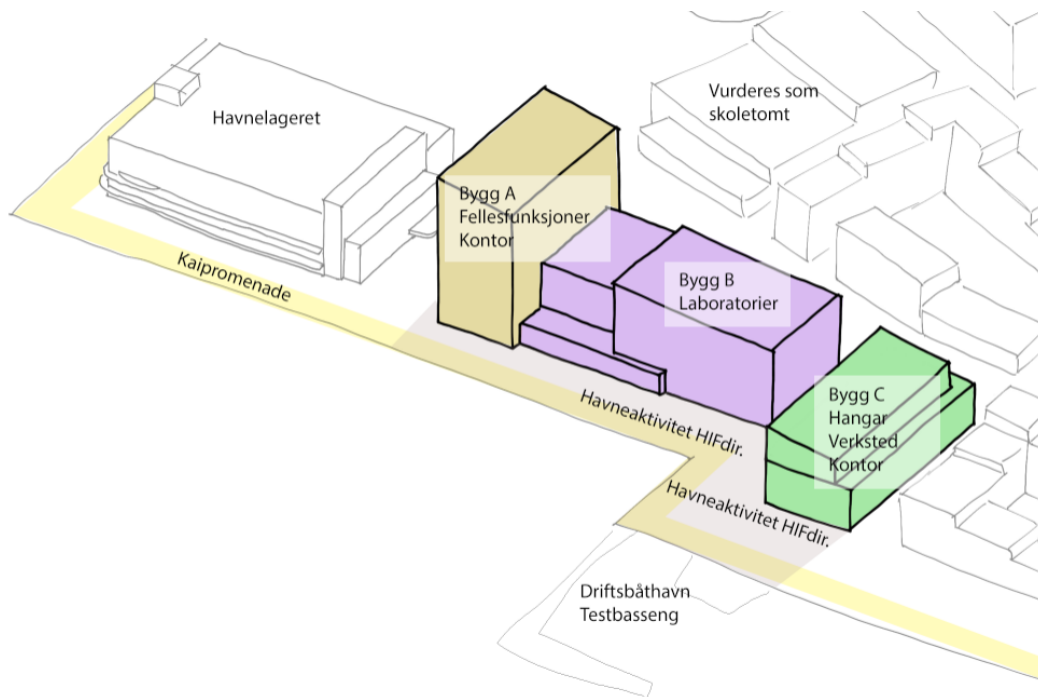 Havnelageret
Vurderes som
skoletomt
Bygg A
Fellesfunksjoner
Kontor
Bygg B
Laboratorier
Kaipromenade
Bygg C
Hangar
Verksted
Kontor
Havneaktivitet HIFdir.
Havneaktivitet HIFdir.
Driftsbåthavn
Testbasseng